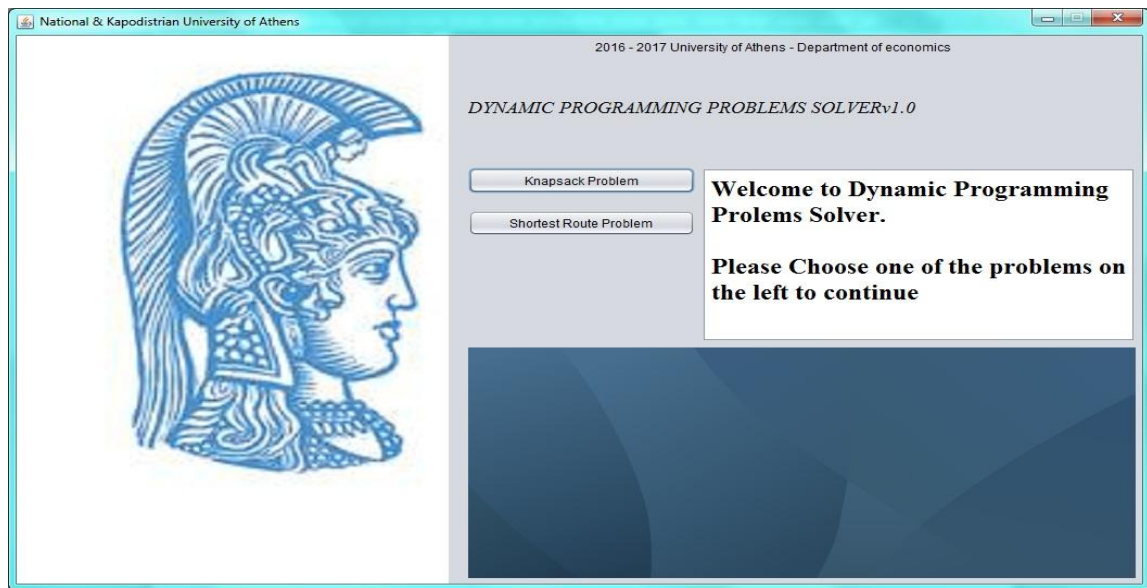 National & Kapodistrian University of Athens
2016 - 2017 University of Athens - Department of economics
DYNAMIC PROGRAMMING PROBLEMS SOLVERv1.0
Knapsack Problem
Shortest Route Problem
Welcome to Dynamic Programming
Prolems Solver.
Please Choose one of the problems on
the left to continue